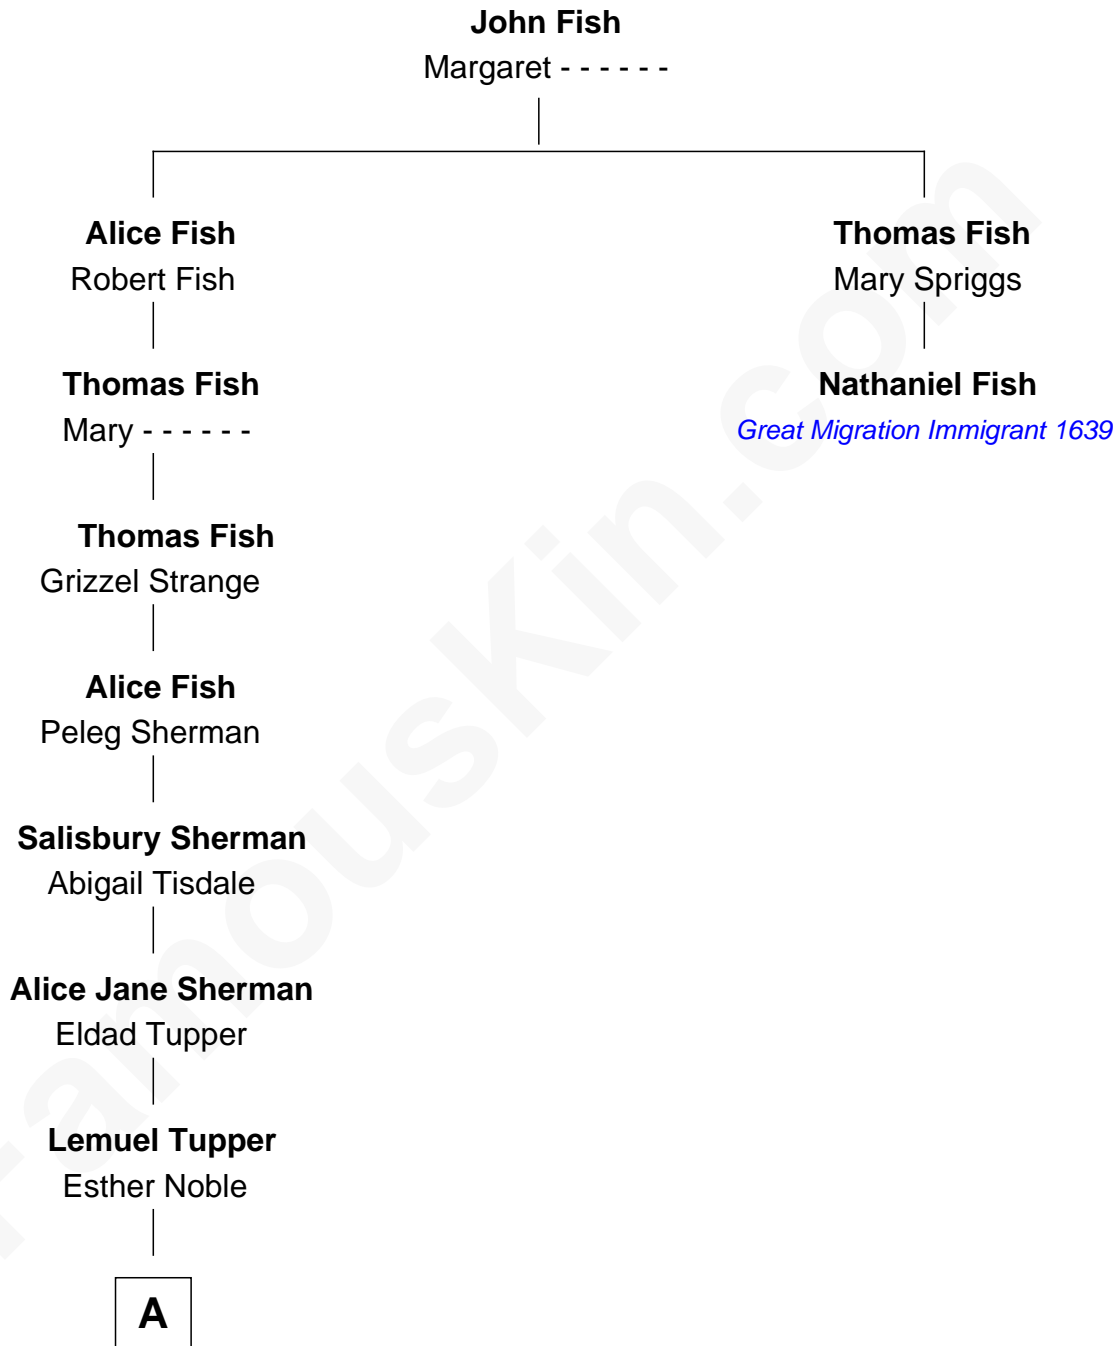 John Fish
Margaret - - - - - -
Alice Fish
Robert Fish
Thomas Fish
Mary Spriggs
Thomas Fish
Mary - - - - - -
Nathaniel Fish
Great Migration Immigrant 1639
Thomas Fish
Grizzel Strange
Alice Fish
Peleg Sherman
Salisbury Sherman
Abigail Tisdale
Alice Jane Sherman
Eldad Tupper
Lemuel Tupper
Esther Noble
A
FamousKin.com